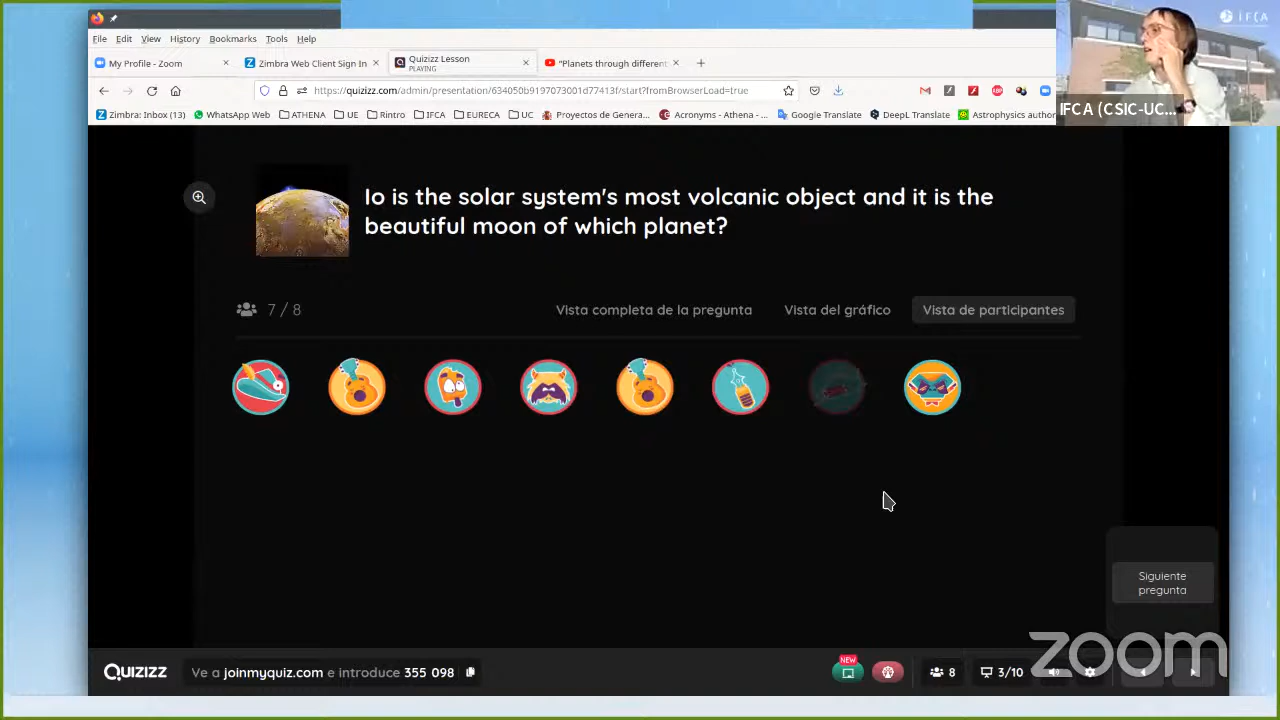 IFCA
File Edit View History Bookmarks Tools Help
My Profile - Zoom
Zimbra Web Client Sign In
Quizizz Lesson
PLAYING
"Planets through different
https://quizizz.com/admin/presentation/634050b9197073001d77413f/start?fromBrowserLoad=true
Zimbra: Inbox (13) WhatsApp Web ATHENA UE Rintro IFCA EURECA UC Proyectos de Genera... Acronyms - Athena - ... Google Translate DeepL Translate Astrophysics author
IFCA (CSIC-UC...
Io is the solar system's most volcanic object and it is the
beautiful moon of which planet?
7 / 8
Vista completa de la pregunta Vista del gráfico Vista de participantes
Siguiente
pregunta
zoom
QUIZIZZ
Ve a joinmyquiz.com e introduce 355 098
NEW
8
3/10